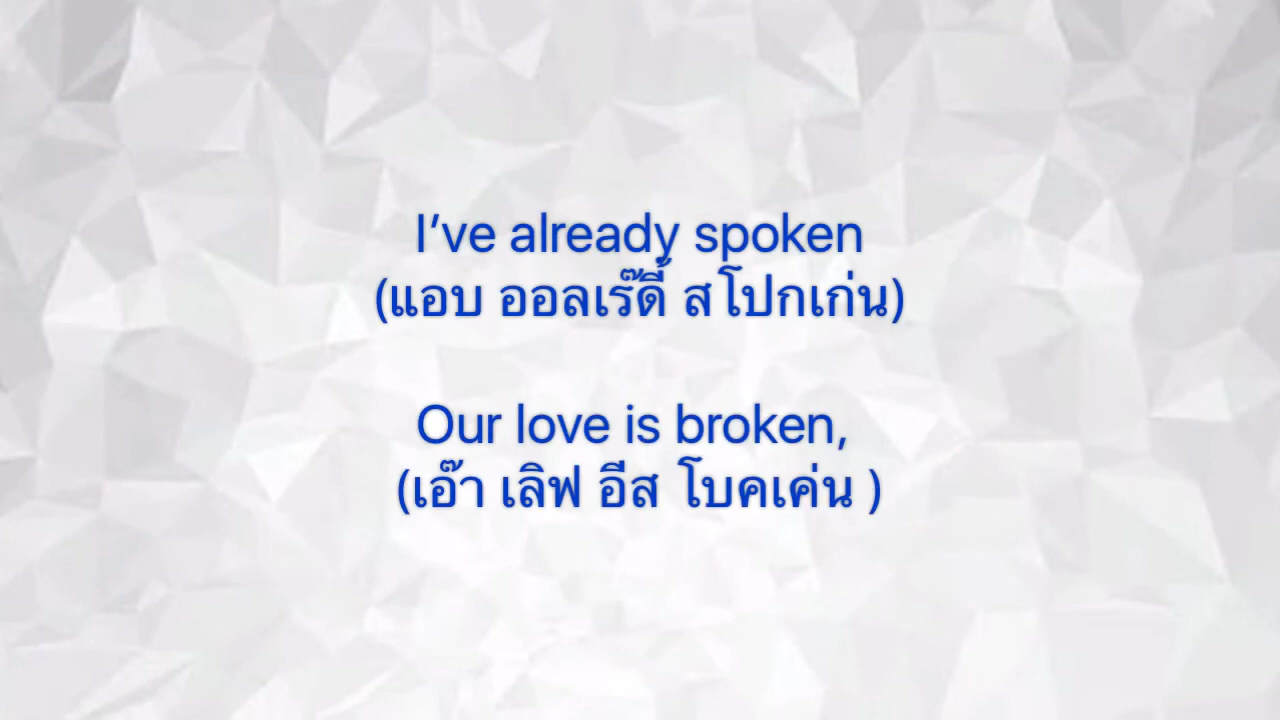 I’ve already spoken
(แอบ ออลเร๊ดี้ สโปกเก่น)
Our love is broken,
(เอ๊า เลิฟ อีส โบคเค่น )